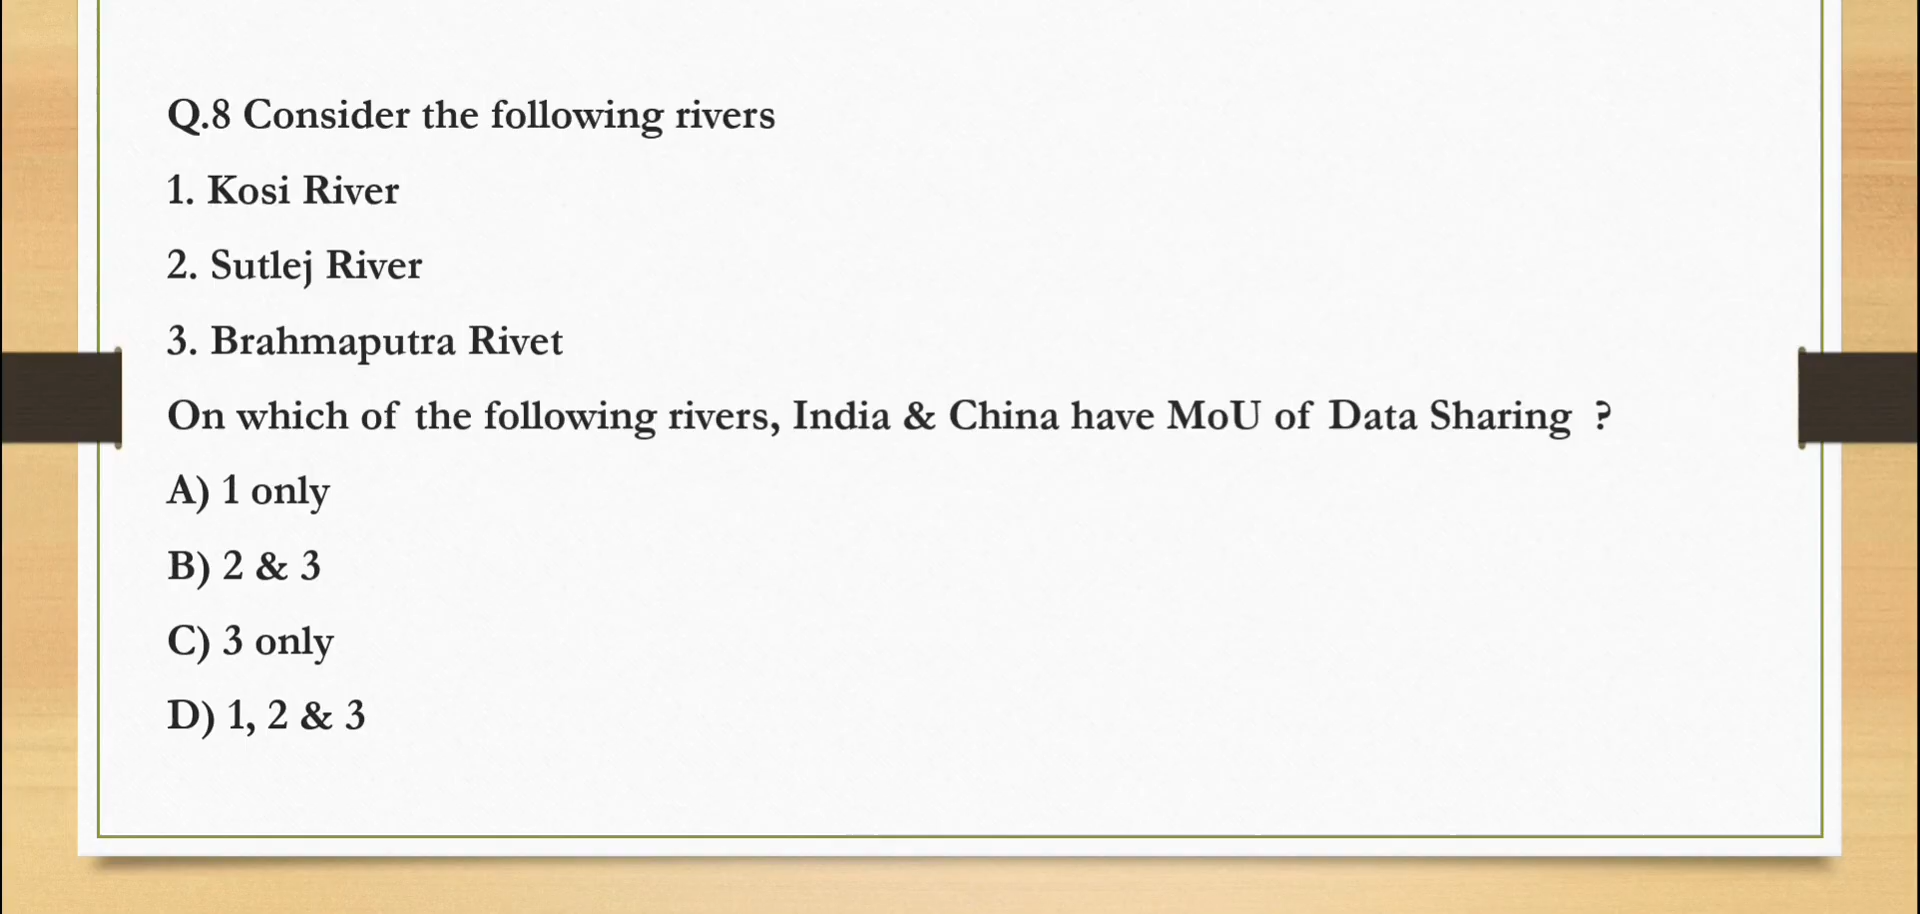 Q.8 Consider the following rivers
1. Kosi River
2. Sutlej River
3. Brahmaputra Rivet
On which of the following rivers, India & China have MoU of Data Sharing ?
A) 1 only
B) 2 & 3
C) 3 only
D) 1, 2 & 3